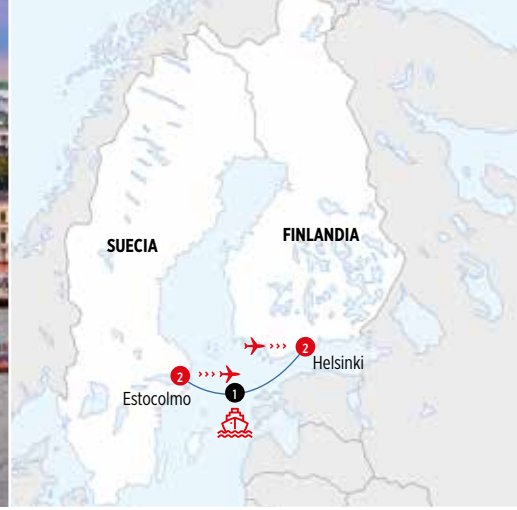 SUECIA
FINLANDIA
2
Helsinki
2
Estocolmo
1